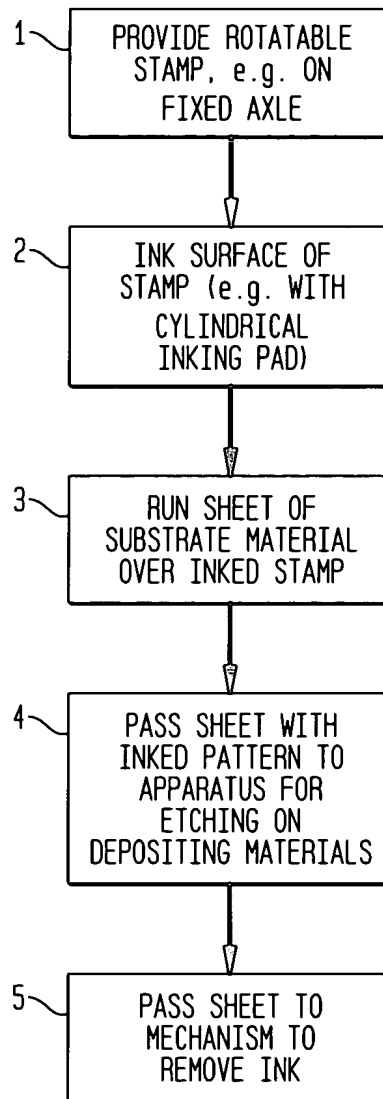 1
PROVIDE ROTATABLE
STAMP, e.g. ON
FIXED AXLE
2
INK SURFACE OF
STAMP (e.g. WITH
CYLINDRICAL
INKING PAD)
3
RUN SHEET OF
SUBSTRATE MATERIAL
OVER INKED STAMP
4
PASS SHEET WITH
INKED PATTERN TO
APPARATUS FOR
ETCHING ON
DEPOSITING MATERIALS
5
PASS SHEET TO
MECHANISM TO
REMOVE INK